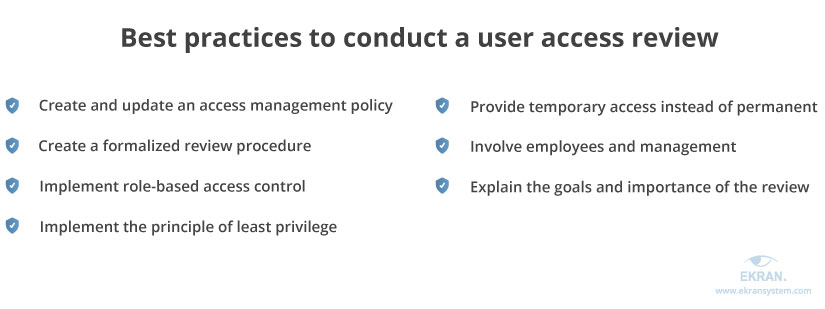 Best practices to conduct a user access review
Create and update an access management policy
Create a formalized review procedure
Implement role-based access control
Implement the principle of least privilege
Provide temporary access instead of permanent
Involve employees and management
Explain the goals and importance of the review
EKRAN.
www.ekransystem.com